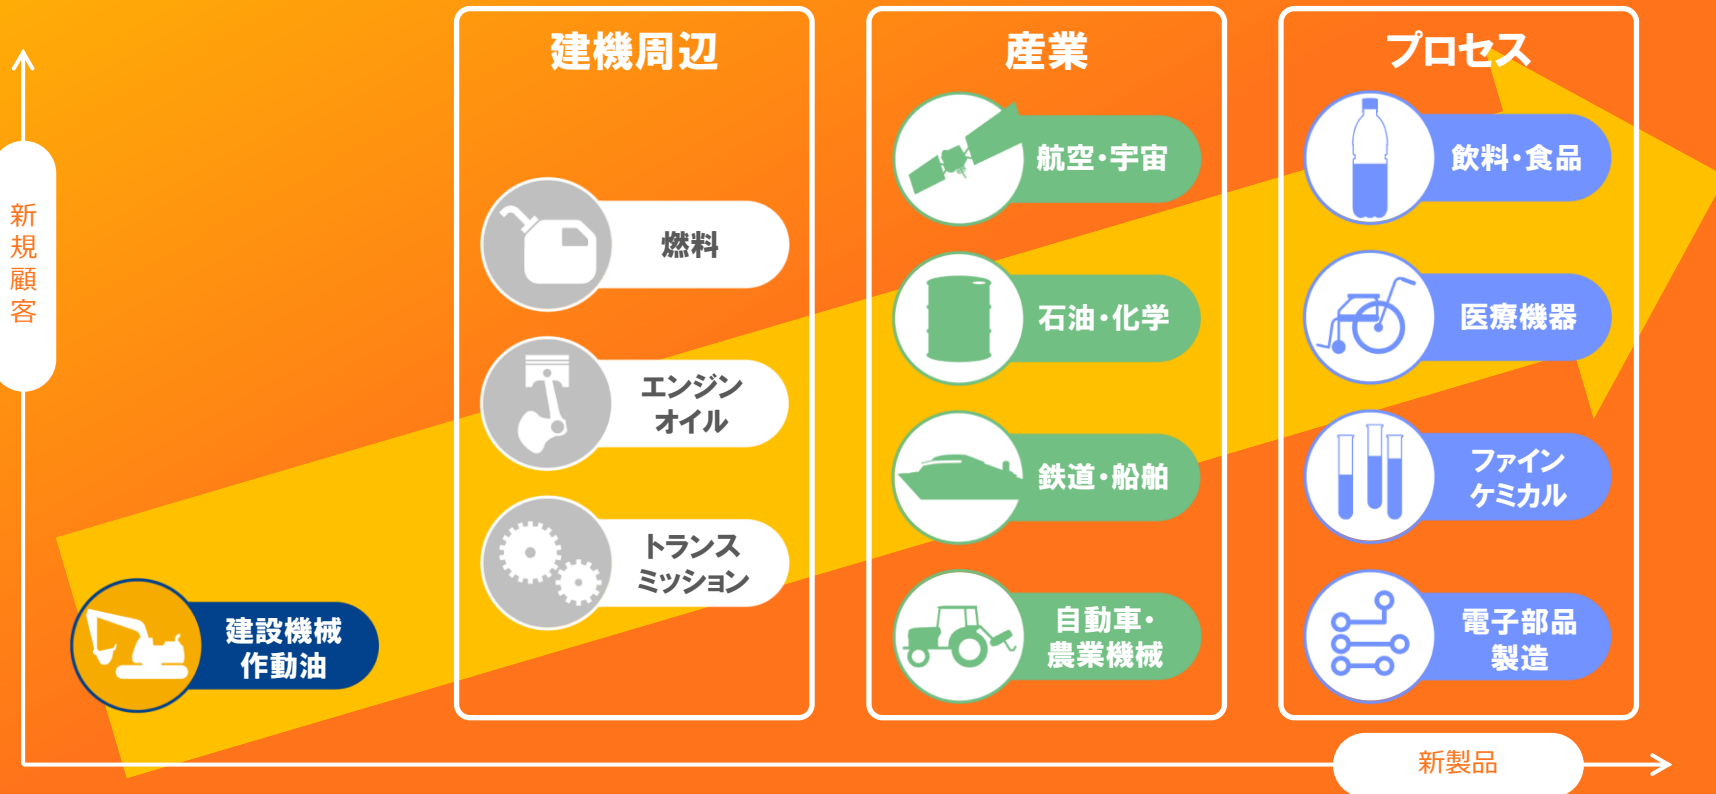 新規顧客
建設機械
作動油
建機周辺
燃料
エンジン
オイル
トランス
ミッション
産業
航空・宇宙
石油・化学
鉄道・船舶
自動車・
農業機械
プロセス
飲料・食品
医療機器
ファイン
ケミカル
電子部品
製造
新製品